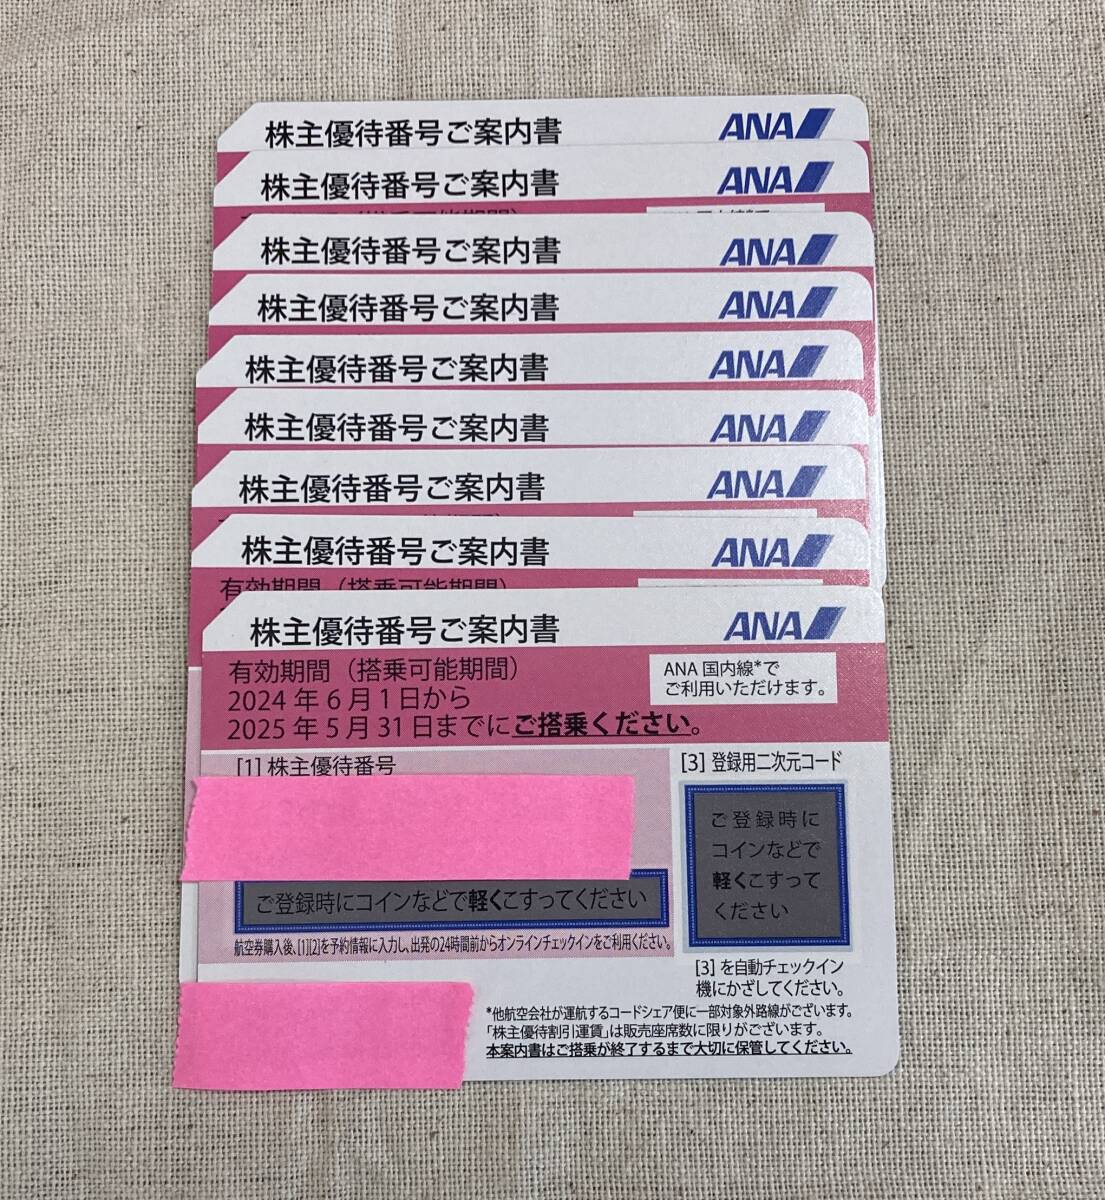 株主優待番号ご案内書 ANA
株主優待番号ご案内書 ANA
株主優待番号ご案内書 ANA
株主優待番号ご案内書 ANA
株主優待番号ご案内書 ANA
株主優待番号ご案内書 ANA
株主優待番号ご案内書 ANA
株主優待番号ご案内書 ANA
有効期間（搭乗可能期間）
株主優待番号ご案内書 ANA
有効期間（搭乗可能期間）
2024年6月1日から
2025年5月31日までにご搭乗ください。
ANA国内線*で
ご利用いただけます。
[1] 株主優待番号
ご登録時にコインなどで軽くこすってください
航空券購入後、[1][2]を予約情報に入力し、出発の24時間前からオンラインチェックインをご利用ください。
[3] 登録用二次元コード
ご登録時に
コインなどで
軽くこすって
ください
[3] を自動チェックイン
機にかざしてください。
*他航空会社が運航するコードシェア便に一部対象外路線がございます。
「株主優待割引運賃」は販売座席数に限りがございます。
本案内書はご搭乗が終了するまで大切に保管してください。